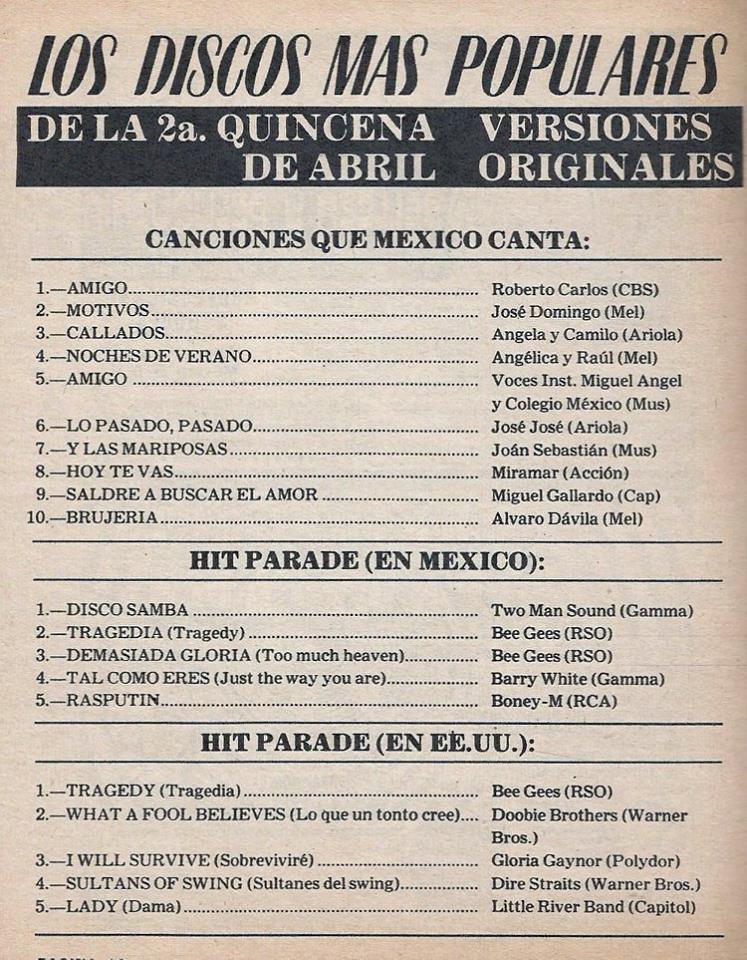 LOS DISCOS MAS POPULARES
DE LA 2a. QUINCENA VERSIONES
DE ABRIL ORIGINALES
CANCIONES QUE MEXICO CANTA:
1.—AMIGO.......... Roberto Carlos (CBS)
2.—MOTIVOS.......... José Domingo (Mel)
3.—CALLADOS.......... Angela y Camilo (Ariola)
4.—NOCHES DE VERANO.......... Angélica y Raúl (Mel)
5.—AMIGO .......... Voces Inst. Miguel Angel
y Colegio México (Mus)
6.—LO PASADO, PASADO.......... José José (Ariola)
7.—Y LAS MARIPOSAS.......... Joán Sebastián (Mus)
8.—HOY TE VAS.......... Miramar (Acción)
9.—SALDRE A BUSCAR EL AMOR .......... Miguel Gallardo (Cap)
10.—BRUJERIA.......... Alvaro Dávila (Mel)
HIT PARADE (EN MEXICO):
1.—DISCO SAMBA .......... Two Man Sound (Gamma)
2.—TRAGEDIA (Tragedy) .......... Bee Gees (RSO)
3.—DEMASIADA GLORIA (Too much heaven).......... Bee Gees (RSO)
4.—TAL COMO ERES (Just the way you are).......... Barry White (Gamma)
5.—RASPUTIN.......... Boney-M (RCA)
HIT PARADE (EN EE.UU.):
1.—TRAGEDY (Tragedia) .......... Bee Gees (RSO)
2.—WHAT A FOOL BELIEVES (Lo que un tonto cree).... Doobie Brothers (Warner
Bros.)
3.—I WILL SURVIVE (Sobreviviré) .......... Gloria Gaynor (Polydor)
4.—SULTANS OF SWING (Sultanes del swing).......... Dire Straits (Warner Bros.)
5.—LADY (Dama).......... Little River Band (Capitol)